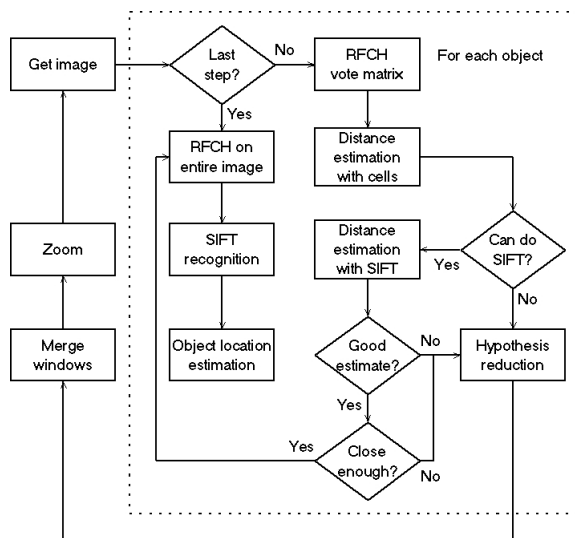 Get image
Last
step?
No
RFCH
vote matrix
For each object
Yes
RFCH on
entire image
Distance
estimation
with cells
Zoom
SIFT
recognition
Distance
estimation
with SIFT
Yes
Can do
SIFT?
No
Merge
windows
Object location
estimation
Good
estimate?
No
Hypothesis
reduction
Yes
Yes
Close
enough?
No